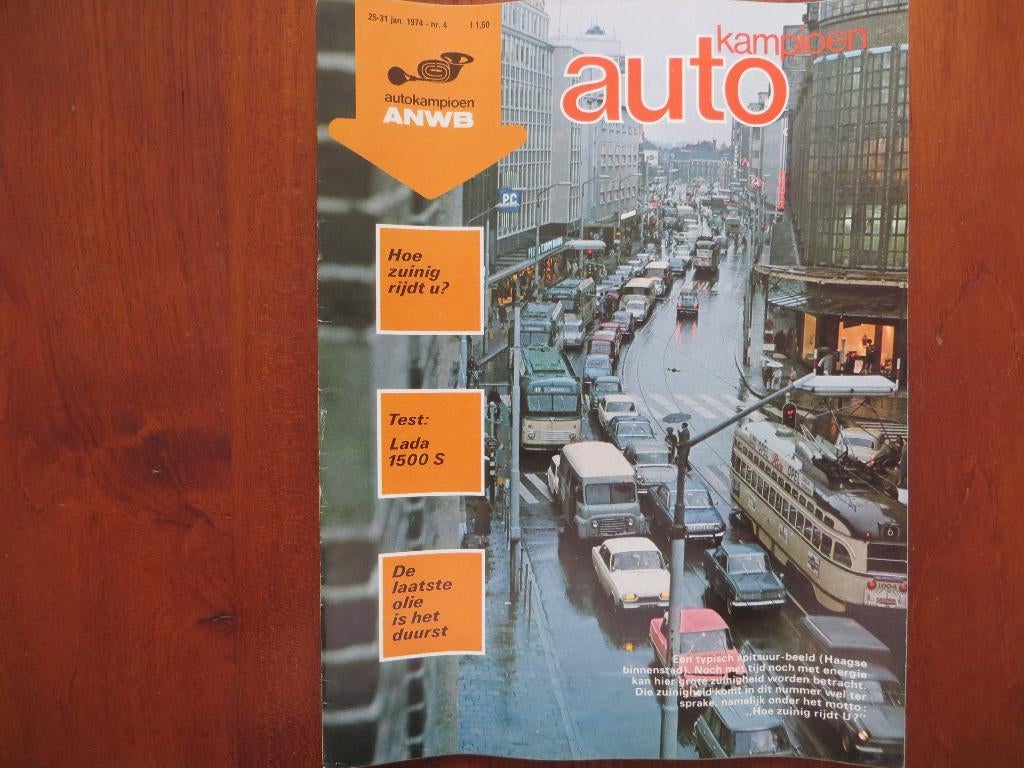 25-31 jan. 1974 - nr. 4 f 1,50
autokampioen
ANWB
kampioen
auto
PC
Hoe
zuinig
rijdt u?
Test:
Lada
1500 S
De
laatste
olie
is het
duurst
OPEL
6
1004
Een typisch spitsuur-beeld (Haagse
binnenstad). Noch met tijd noch met energie
kan hier grote zuinigheid worden betracht.
Die zuinigheid komt in dit nummer wel ter
sprake, namelijk onder het motto:
„Hoe zuinig rijdt U?"